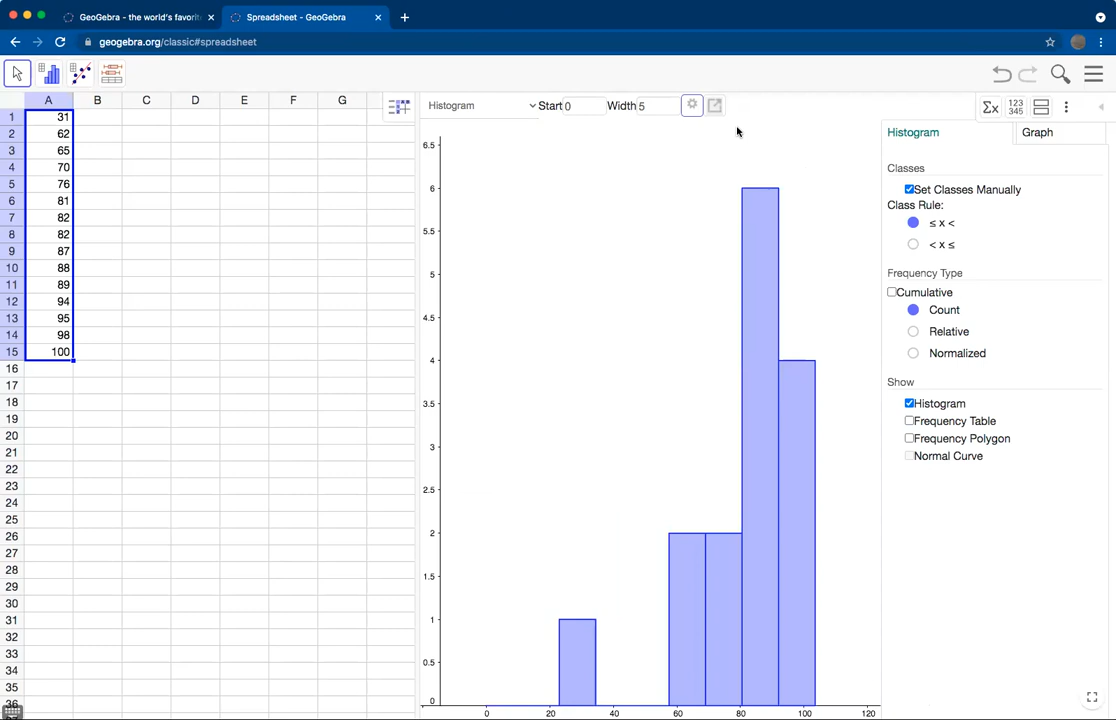 GeoGebra - the world's favorit
Spreadsheet - GeoGebra
geogebra.org/classic#spreadsheet
A B C D E F G
Histogram Start 0 Width 5
123
345
1 31
2 62
3 65
4 70
5 76
6 81
7 82
8 82
9 87
10 88
11 89
12 94
13 95
14 98
15 100
16
17
18
19
20
21
22
23
24
25
26
27
28
29
30
31
32
33
34
35
36
6.5
6
5.5
5
4.5
4
3.5
3
2.5
2
1.5
1
0.5
0
0 20 40 60 80 100 120
Histogram Graph
Classes
Set Classes Manually
Class Rule:
≤ x <
< x ≤
Frequency Type
Cumulative
Count
Relative
Normalized
Show
Histogram
Frequency Table
Frequency Polygon
Normal Curve